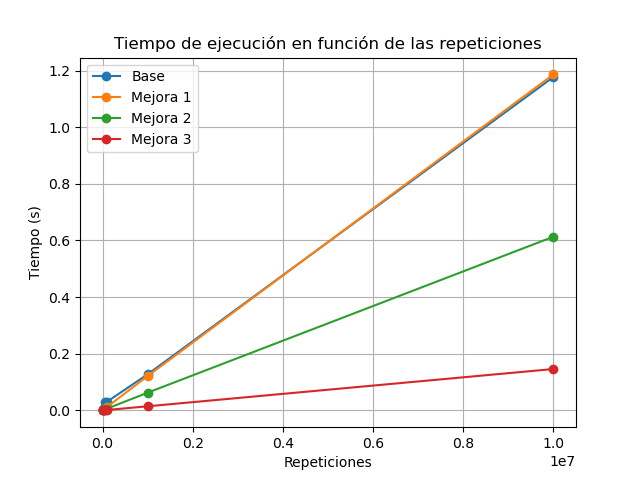 Tiempo de ejecución en función de las repeticiones
Base
Mejora 1
Mejora 2
Mejora 3
Tiempo (s)
1.2
1.0
0.8
0.6
0.4
0.2
0.0
0.0 0.2 0.4 0.6 0.8 1.0
1e7
Repeticiones